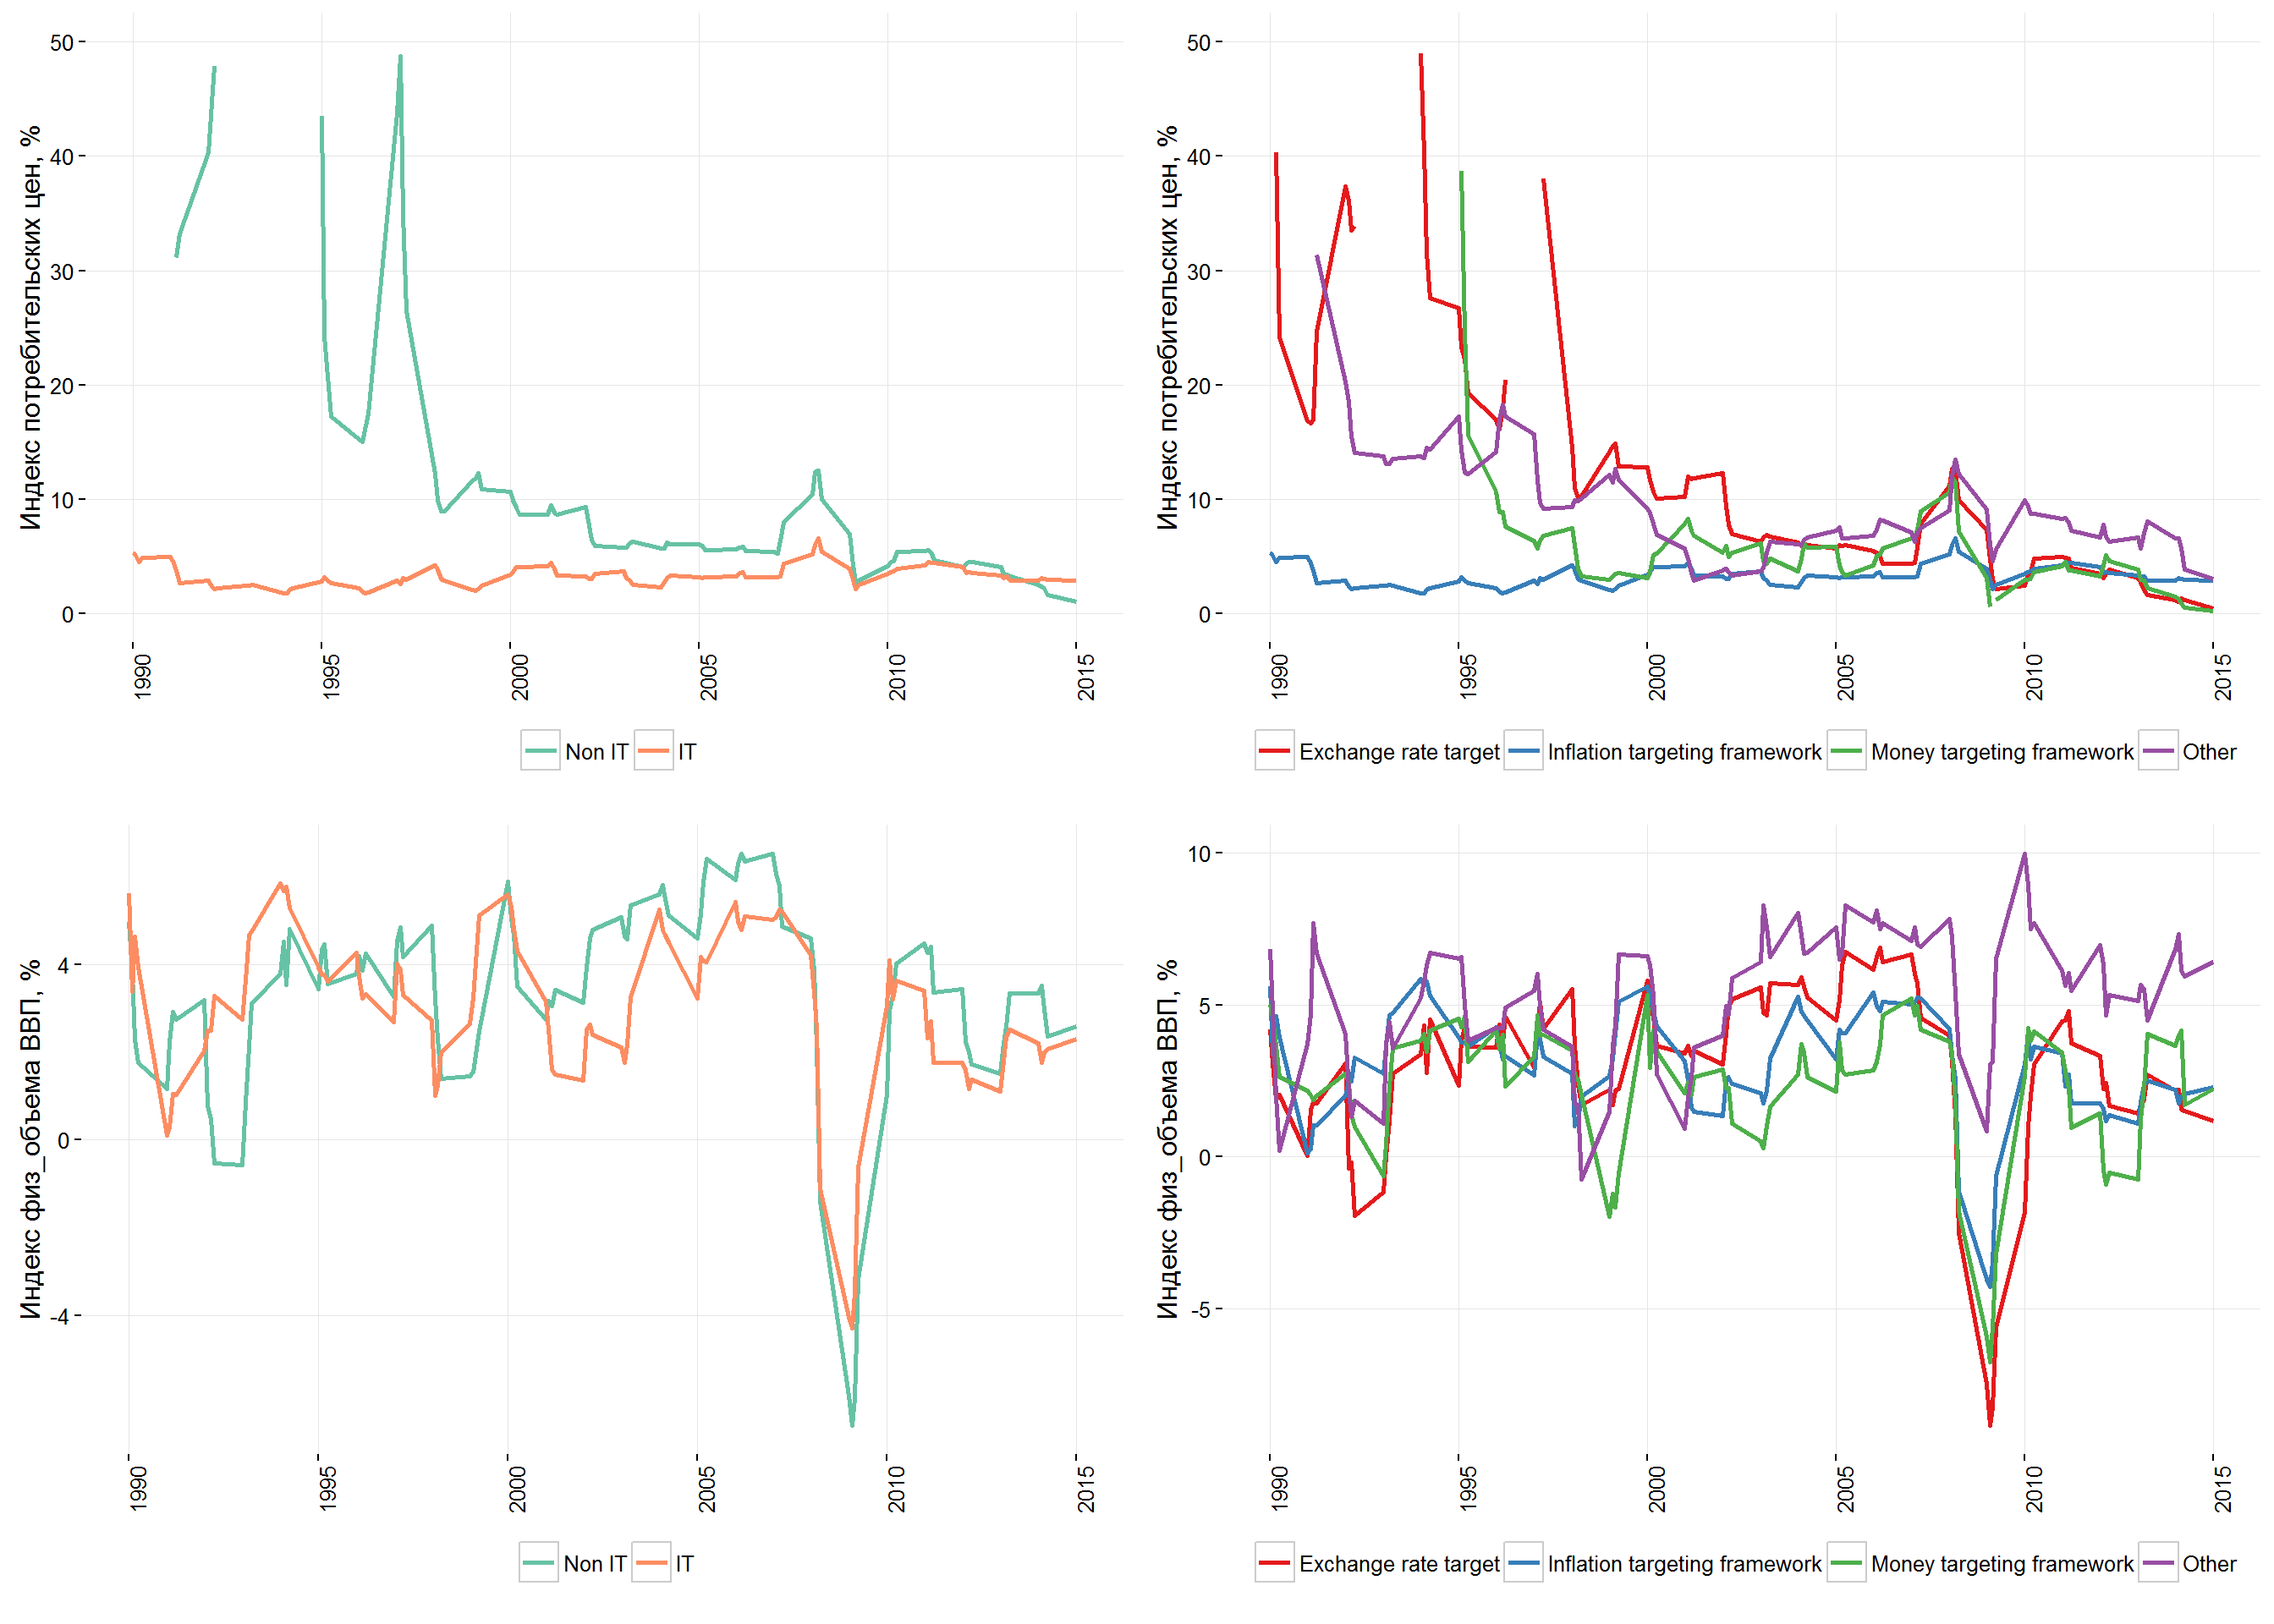 Индекс потребительских цен, %
50
40
30
20
10
0
1990
1995
2000
2005
2010
2015
Non IT
IT
Индекс потребительских цен, %
50
40
30
20
10
0
1990
1995
2000
2005
2010
2015
Exchange rate target
Inflation targeting framework
Money targeting framework
Other
Индекс физ_объема ВВП, %
4
0
-4
1990
1995
2000
2005
2010
2015
Non IT
IT
Индекс физ_объема ВВП, %
10
5
0
-5
1990
1995
2000
2005
2010
2015
Exchange rate target
Inflation targeting framework
Money targeting framework
Other